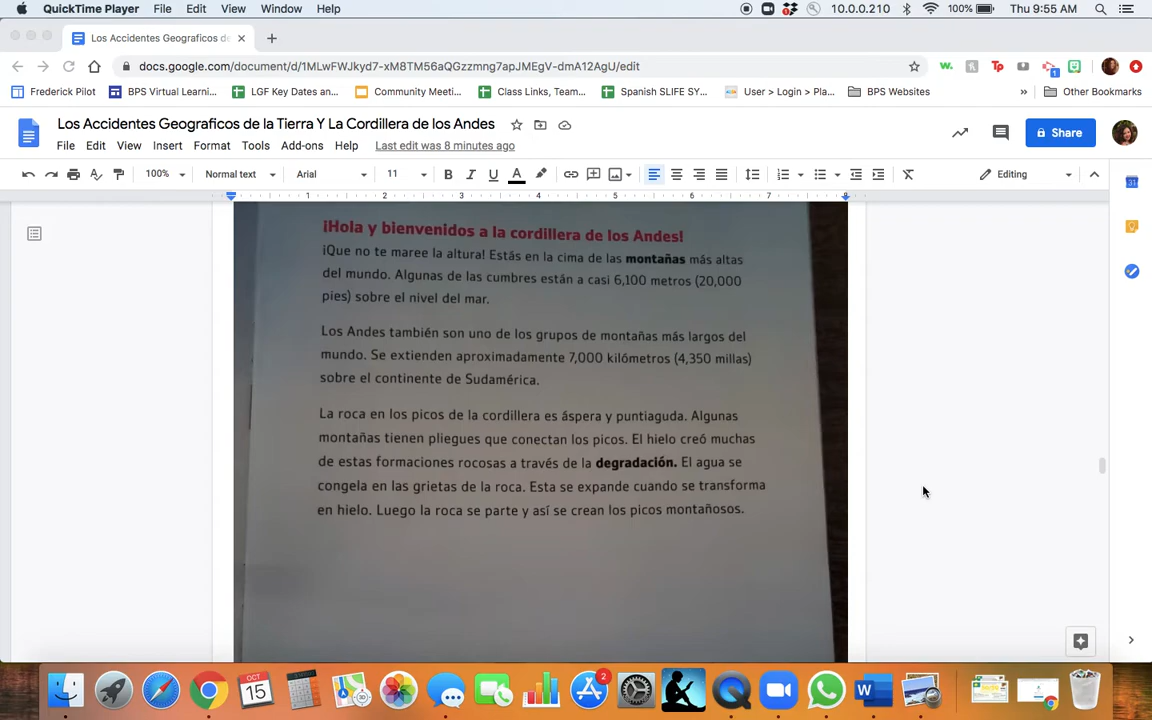 QuickTime Player File Edit View Window Help 10.0.0.210 100% Thu 9:55 AM
Los Accidentes Geograficos de
docs.google.com/document/d/1MLwFWJkyd7-xM8TM56aQGzzmng7apJMEgV-dmA12AgU/edit
Frederick Pilot BPS Virtual Learni... LGF Key Dates an... Community Meeti... Class Links, Team... Spanish SLIFE SY... User > Login > Pla... BPS Websites » Other Bookmarks
Los Accidentes Geograficos de la Tierra Y La Cordillera de los Andes
Share
File Edit View Insert Format Tools Add-ons Help Last edit was 8 minutes ago
100% Normal text Arial 11 B I U A Editing
1 2 3 4 5 6 7
¡Hola y bienvenidos a la cordillera de los Andes!
¡Que no te maree la altura! Estás en la cima de las montañas más altas
del mundo. Algunas de las cumbres están a casi 6,100 metros (20,000
pies) sobre el nivel del mar.
Los Andes también son uno de los grupos de montañas más largos del
mundo. Se extienden aproximadamente 7,000 kilómetros (4,350 millas)
sobre el continente de Sudamérica.
La roca en los picos de la cordillera es áspera y puntiaguda. Algunas
montañas tienen pliegues que conectan los picos. El hielo creó muchas
de estas formaciones rocosas a través de la degradación. El agua se
congela en las grietas de la roca. Esta se expande cuando se transforma
en hielo. Luego la roca se parte y así se crean los picos montañosos.
OCT
15
2
W